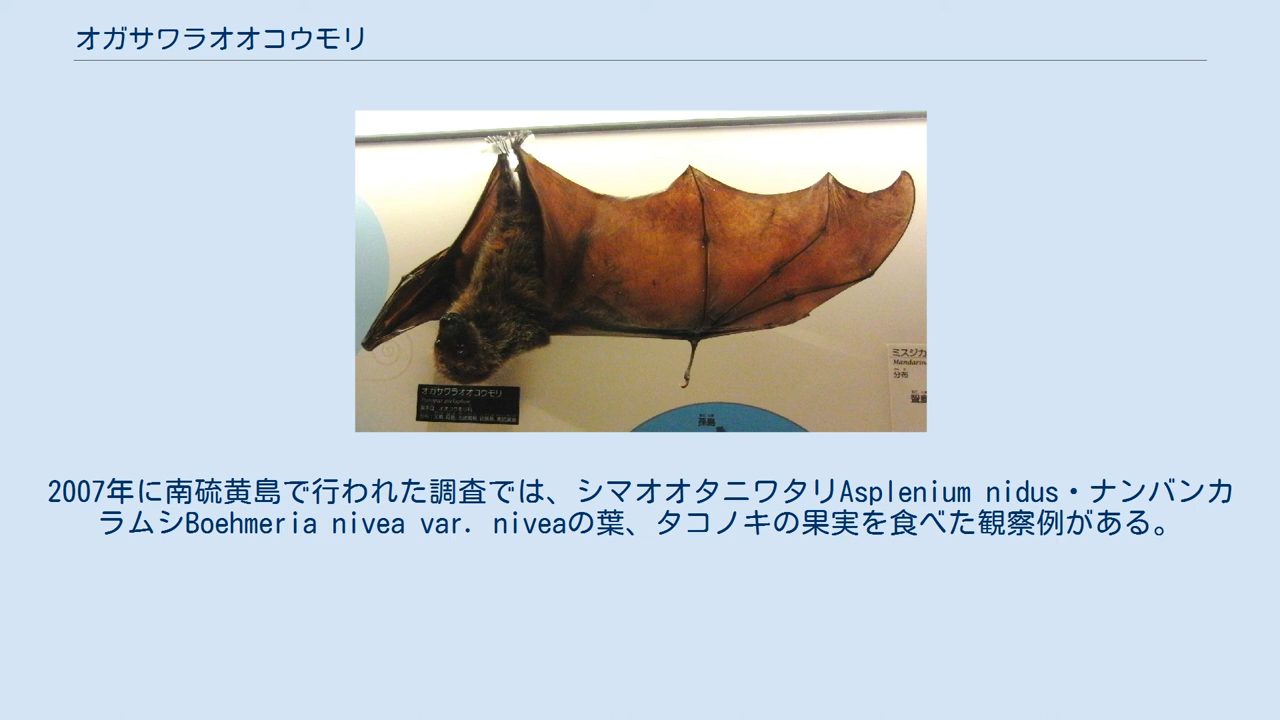 オガサワラオオコウモリ
オガサワラオオコウモリ
ミスジカ
分布
孫島
2007年に南硫黄島で行われた調査では、シマオオタニワタリAsplenium nidus・ナンバンカ
ラムシBoehmeria nivea var. niveaの葉、タコノキの果実を食べた観察例がある。